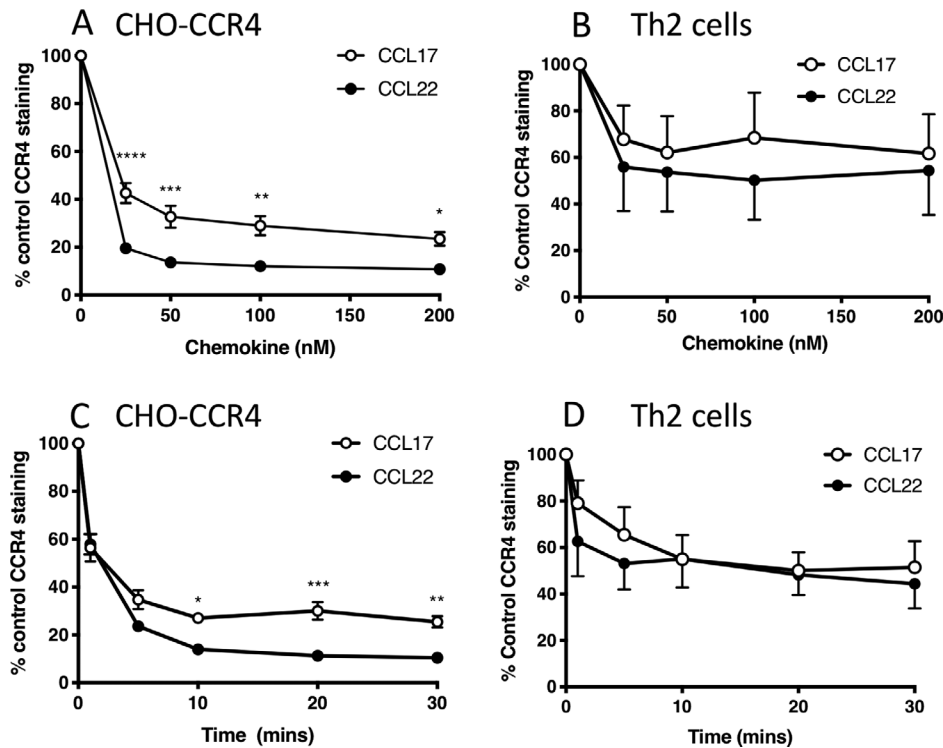 A CHO-CCR4
% control CCR4 staining
100
80
60
40
20
0
CCL17
CCL22
****
***
**
*
0 50 100 150 200
Chemokine (nM)
B Th2 cells
% Control CCR4 staining
100
80
60
40
20
0
CCL17
CCL22
0 50 100 150 200
Chemokine (nM)
C CHO-CCR4
% control CCR4 staining
100
80
60
40
20
0
CCL17
CCL22
*
***
**
0 10 20 30
Time (mins)
D Th2 cells
% Control CCR4 staining
100
80
60
40
20
0
CCL17
CCL22
0 10 20 30
Time (mins)